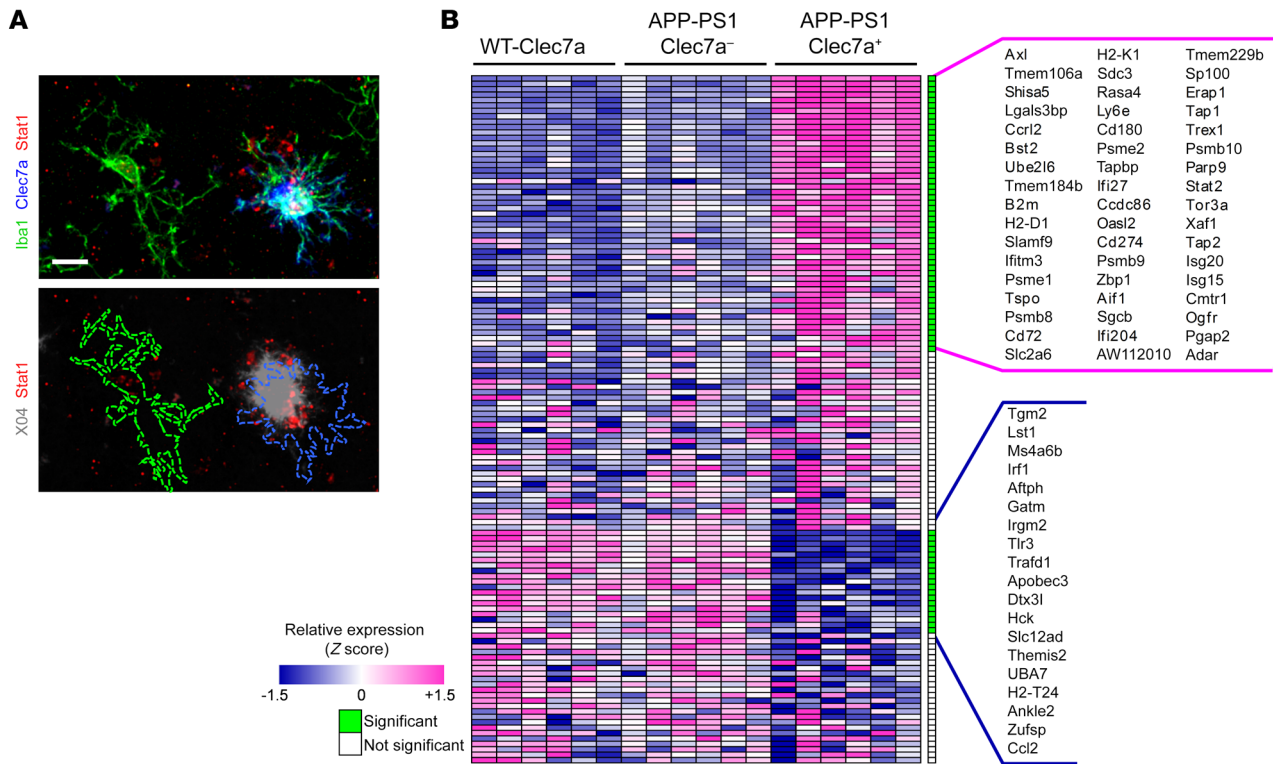 A
B
Iba1 Clec7a Stat1
X04 Stat1
WT-Clec7a
APP-PS1
Clec7a⁻
APP-PS1
Clec7a⁺
Axl H2-K1 Tmem229b
Tmem106a Sdc3 Sp100
Shisa5 Rasa4 Erap1
Lgals3bp Ly6e Tap1
Ccrl2 Cd180 Trex1
Bst2 Psme2 Psmb10
Ube2l6 Tapbp Parp9
Tmem184b Ifi27 Stat2
B2m Ccdc86 Tor3a
H2-D1 Oasl2 Xaf1
Slamf9 Cd274 Tap2
Ifitm3 Psmb9 Isg20
Psme1 Zbp1 Isg15
Tspo Aif1 Cmtr1
Psmb8 Sgcb Ogfr
Cd72 Ifi204 Pgap2
Slc2a6 AW112010 Adar
Tgm2
Lst1
Ms4a6b
Irf1
Aftph
Gatm
Irgm2
Tlr3
Trafd1
Apobec3
Dtx3l
Hck
Slc12ad
Themis2
UBA7
H2-T24
Ankle2
Zufsp
Ccl2
Relative expression
(Z score)
-1.5 0 +1.5
Significant
Not significant